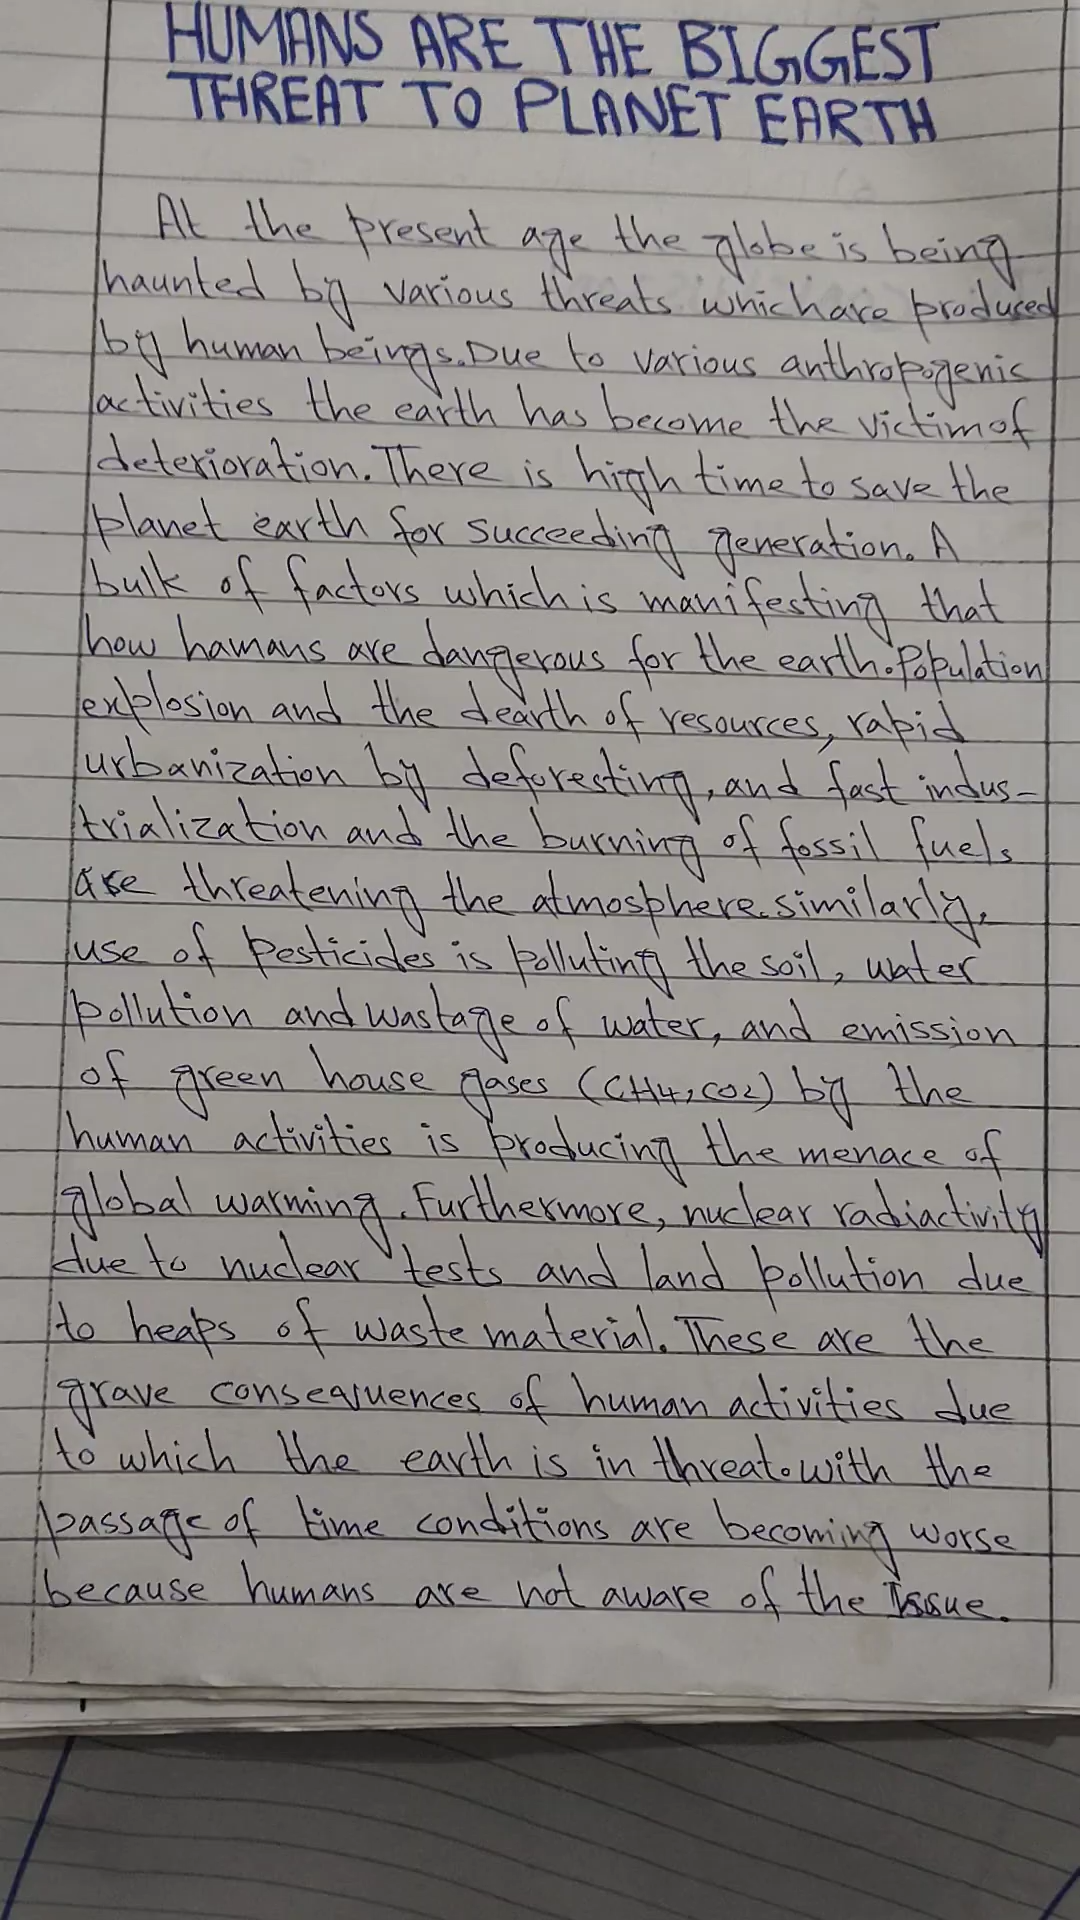 HUMANS ARE THE BIGGEST
THREAT TO PLANET EARTH
At the present age the globe is being
haunted by various threats which are produced
by human beings. Due to various anthropogenic
activities the earth has become the victim of
deterioration. There is high time to save the
planet earth for succeeding generation. A
bulk of factors which is manifesting that
how hamans are dangerous for the earth. Population
explosion and the dearth of resources, rapid
urbanization by deforesting, and fast indus-
trialization and the burning of fossil fuels
are threatening the atmosphere. similarly,
use of pesticides is polluting the soil, water
pollution and wastage of water, and emission
of green house gases (CH4, CO2) by the
human activities is producing the menace of
global warming. Furthermore, nuclear radiactivity
due to nuclear tests and land pollution due
to heaps of waste material. These are the
grave consequences of human activities due
to which the earth is in threat. with the
passage of time conditions are becoming worse
because humans are not aware of the Issue.